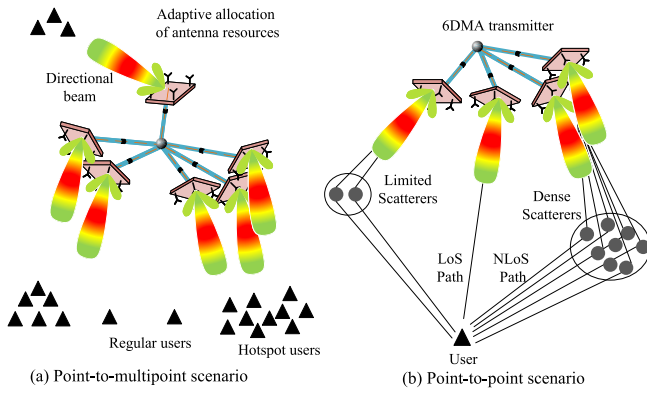 Adaptive allocation
of antenna resources
Directional
beam
Regular users
Hotspot users
(a) Point-to-multipoint scenario
6DMA transmitter
Limited
Scatterers
Dense
Scatterers
LoS
Path
NLoS
Path
User
(b) Point-to-point scenario